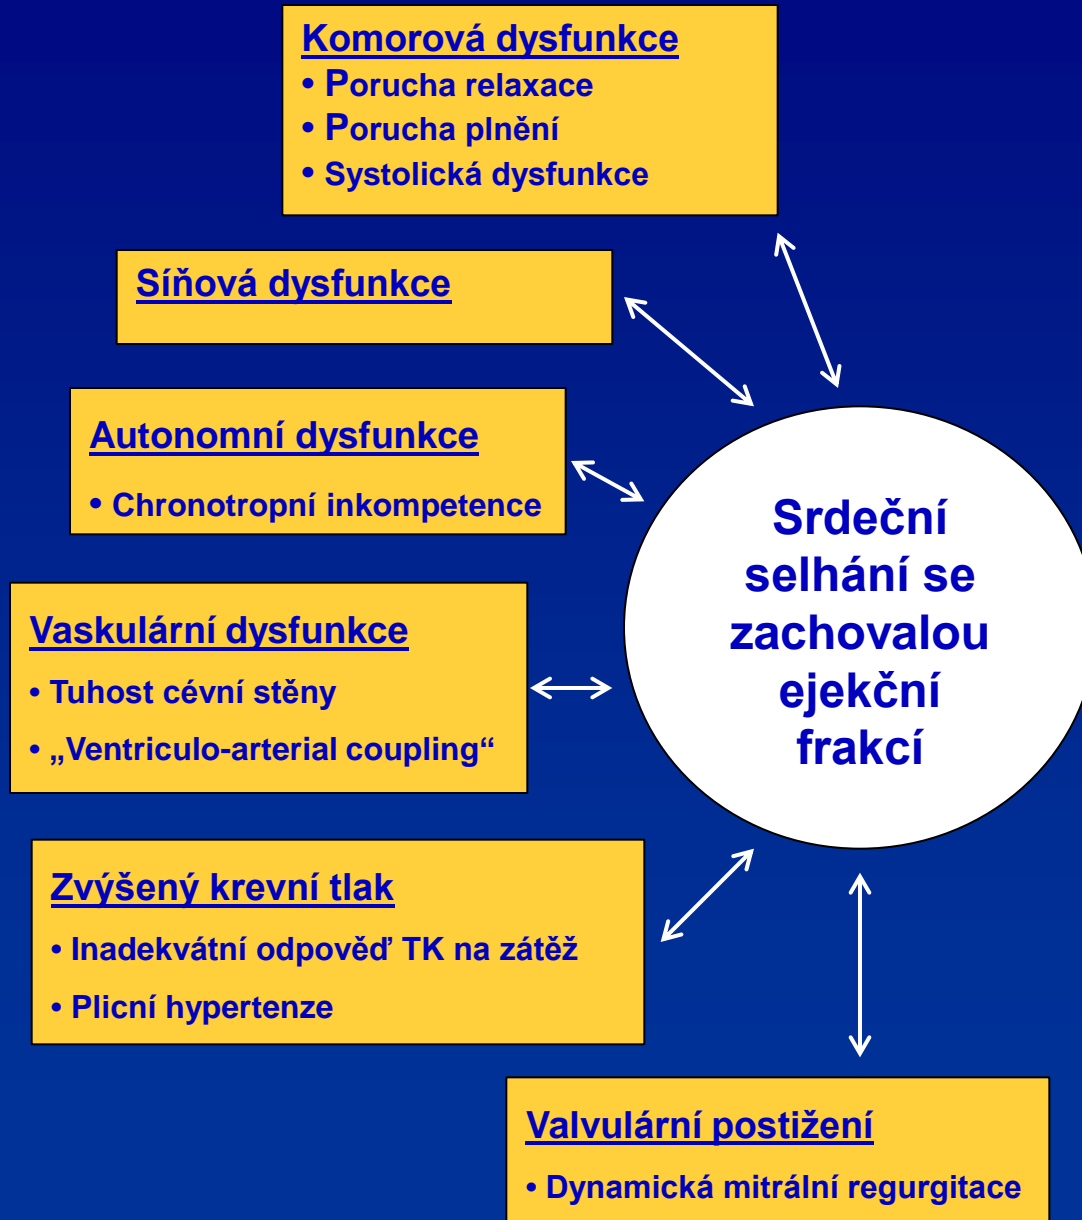 Komorová dysfunkce
• Porucha relaxace
• Porucha plnění
• Systolická dysfunkce
Síňová dysfunkce
Autonomní dysfunkce
• Chronotropní inkompetence
Vaskulární dysfunkce
• Tuhost cévní stěny
• „Ventriculo-arterial coupling“
Zvýšený krevní tlak
• Inadekvátní odpověď TK na zátěž
• Plicní hypertenze
Valvulární postižení
• Dynamická mitrální regurgitace
Srdeční
selhání se
zachovalou
ejekční
frakcí